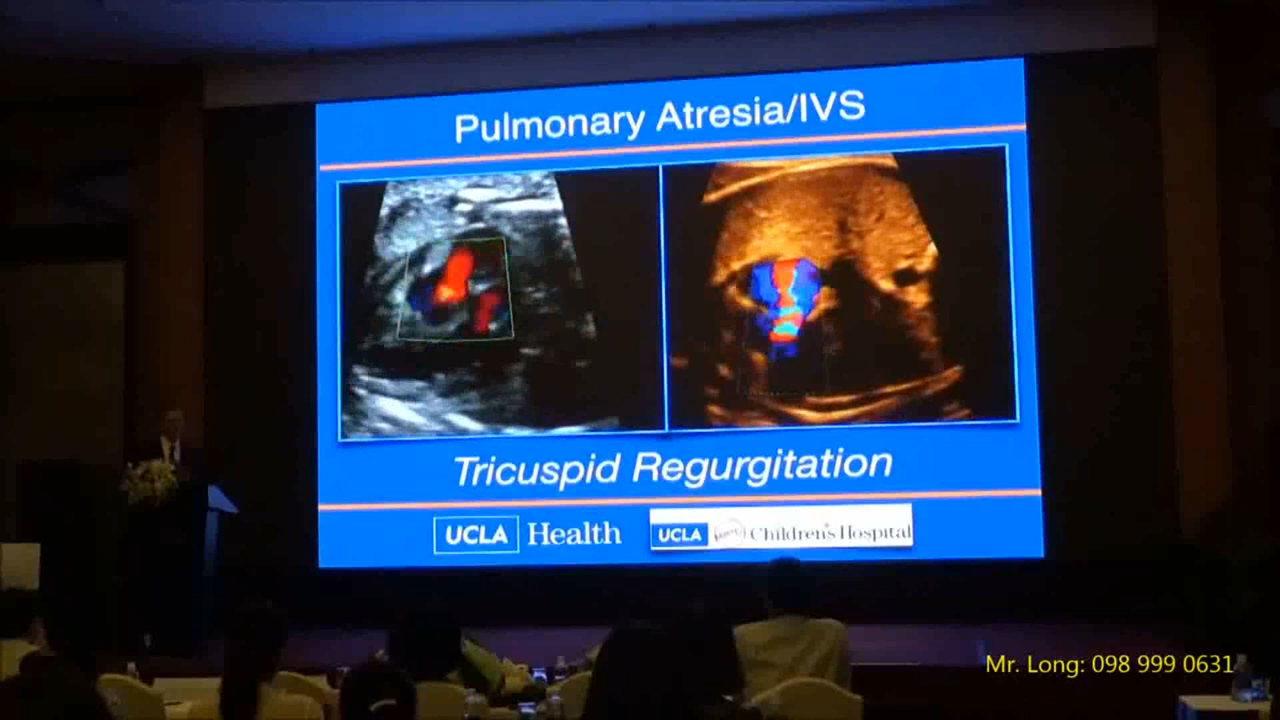 Pulmonary Atresia/IVS
Tricuspid Regurgitation
UCLA Health
UCLA Children's Hospital
Mr. Long: 098 999 0631